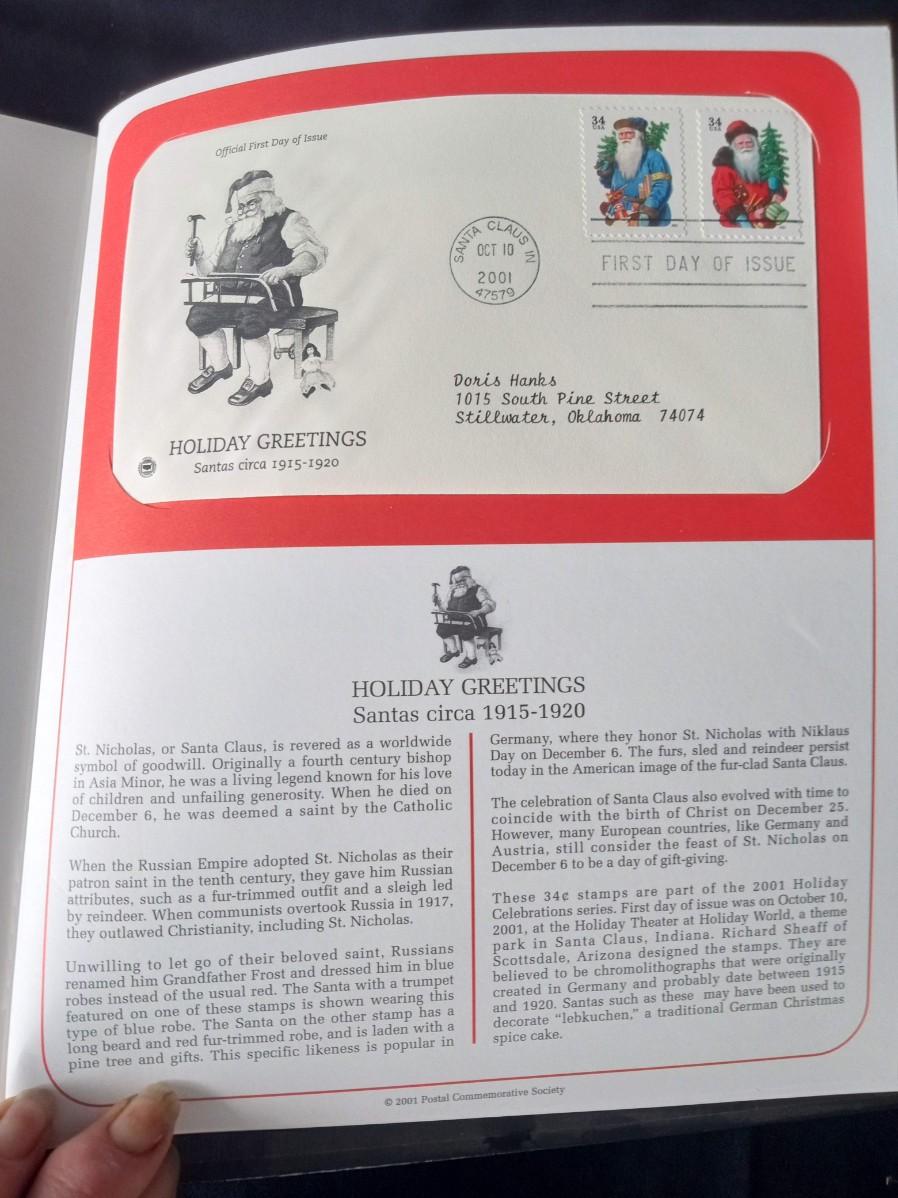 Official First Day of Issue
34
USA
34
USA
SANTA CLAUS IN
OCT 10
2001
47579
FIRST DAY OF ISSUE
Doris Hanks
1015 South Pine Street
Stillwater, Oklahoma 74074
HOLIDAY GREETINGS
Santas circa 1915-1920
HOLIDAY GREETINGS
Santas circa 1915-1920
St. Nicholas, or Santa Claus, is revered as a worldwide
symbol of goodwill. Originally a fourth century bishop
in Asia Minor, he was a living legend known for his love
of children and unfailing generosity. When he died on
December 6, he was deemed a saint by the Catholic
Church.
When the Russian Empire adopted St. Nicholas as their
patron saint in the tenth century, they gave him Russian
attributes, such as a fur-trimmed outfit and a sleigh led
by reindeer. When communists overtook Russia in 1917,
they outlawed Christianity, including St. Nicholas.
Unwilling to let go of their beloved saint, Russians
renamed him Grandfather Frost and dressed him in blue
robes instead of the usual red. The Santa with a trumpet
featured on one of these stamps is shown wearing this
type of blue robe. The Santa on the other stamp has a
long beard and red fur-trimmed robe, and is laden with a
pine tree and gifts. This specific likeness is popular in
Germany, where they honor St. Nicholas with Niklaus
Day on December 6. The furs, sled and reindeer persist
today in the American image of the fur-clad Santa Claus.
The celebration of Santa Claus also evolved with time to
coincide with the birth of Christ on December 25.
However, many European countries, like Germany and
Austria, still consider the feast of St. Nicholas on
December 6 to be a day of gift-giving.
These 34¢ stamps are part of the 2001 Holiday
Celebrations series. First day of issue was on October 10,
2001, at the Holiday Theater at Holiday World, a theme
park in Santa Claus, Indiana. Richard Sheaff of
Scottsdale, Arizona designed the stamps. They are
believed to be chromolithographs that were originally
created in Germany and probably date between 1915
and 1920. Santas such as these may have been used to
decorate "lebkuchen," a traditional German Christmas
spice cake.
© 2001 Postal Commemorative Society